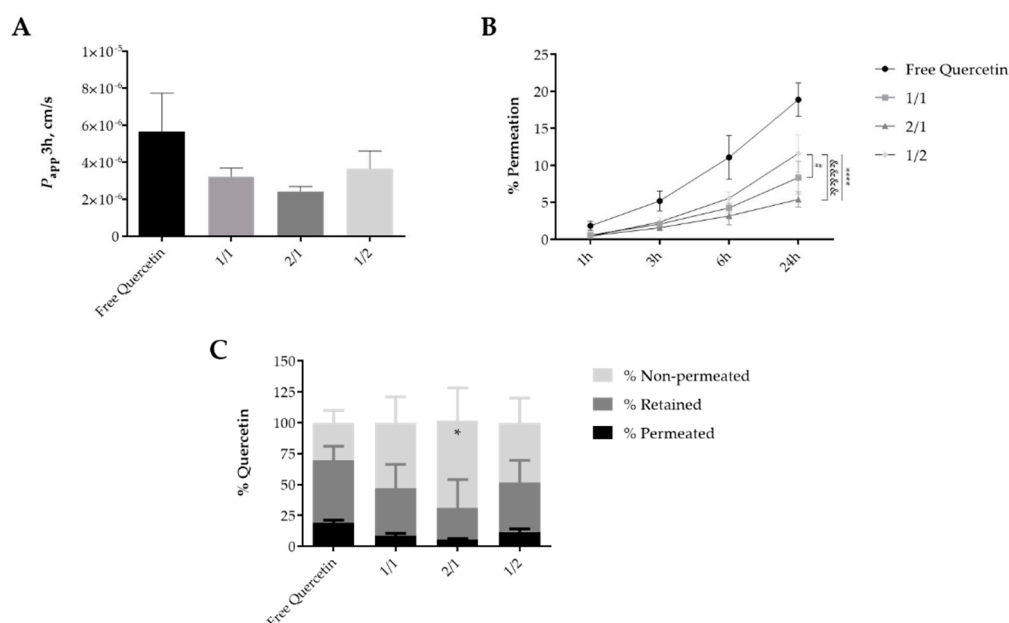 A
P_app 3h, cm/s
1×10⁻⁵
8×10⁻⁶
6×10⁻⁶
4×10⁻⁶
2×10⁻⁶
0
Free Quercetin
1/1
2/1
1/2
B
% Permeation
25
20
15
10
5
0
1h
3h
6h
24h
Free Quercetin
1/1
2/1
1/2
#
&&&&
****
C
% Quercetin
150
125
100
75
50
25
0
*
Free Quercetin
1/1
2/1
1/2
% Non-permeated
% Retained
% Permeated